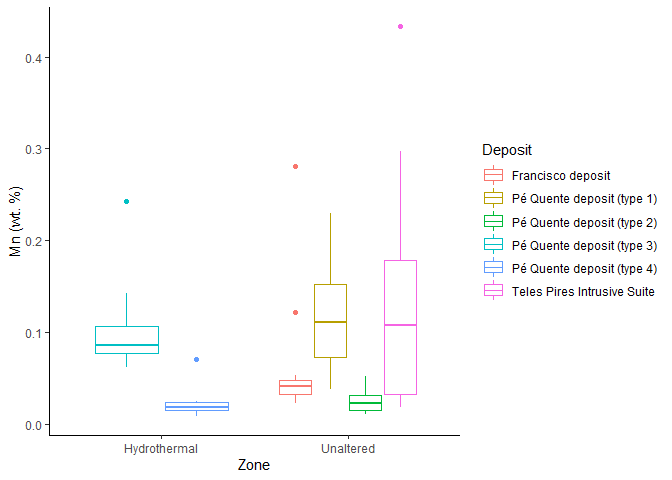 0.4
0.3
0.2
0.1
0.0
Mn (wt. %)
Hydrothermal
Unaltered
Zone
Deposit
Francisco deposit
Pé Quente deposit (type 1)
Pé Quente deposit (type 2)
Pé Quente deposit (type 3)
Pé Quente deposit (type 4)
Teles Pires Intrusive Suite